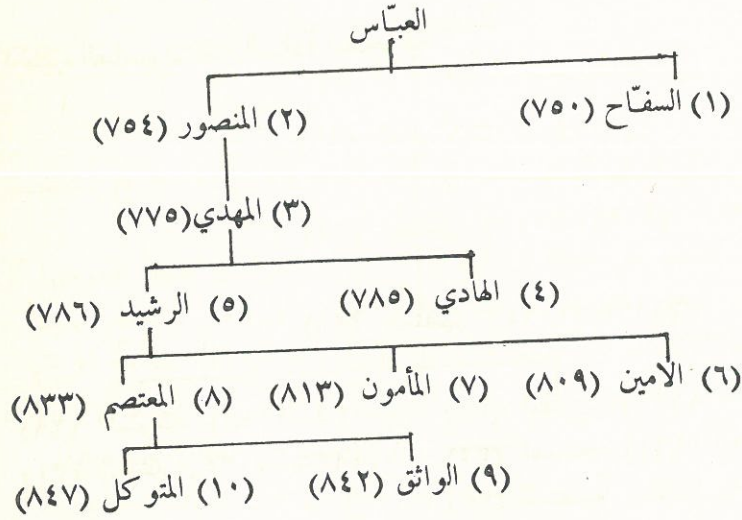 العبّاس
(١) السفّاح (٧٥٠) (٢) المنصور (٧٥٤)
(٣) المهدي (٧٧٥)
(٤) الهادي (٧٨٥) (٥) الرشيد (٧٨٦)
(٦) الامين (٨٠٩) (٧) المأمون (٨١٣) (٨) المعتصم (٨٣٣)
(٩) الواثق (٨٤٢) (١٠) المتوكل (٨٤٧)